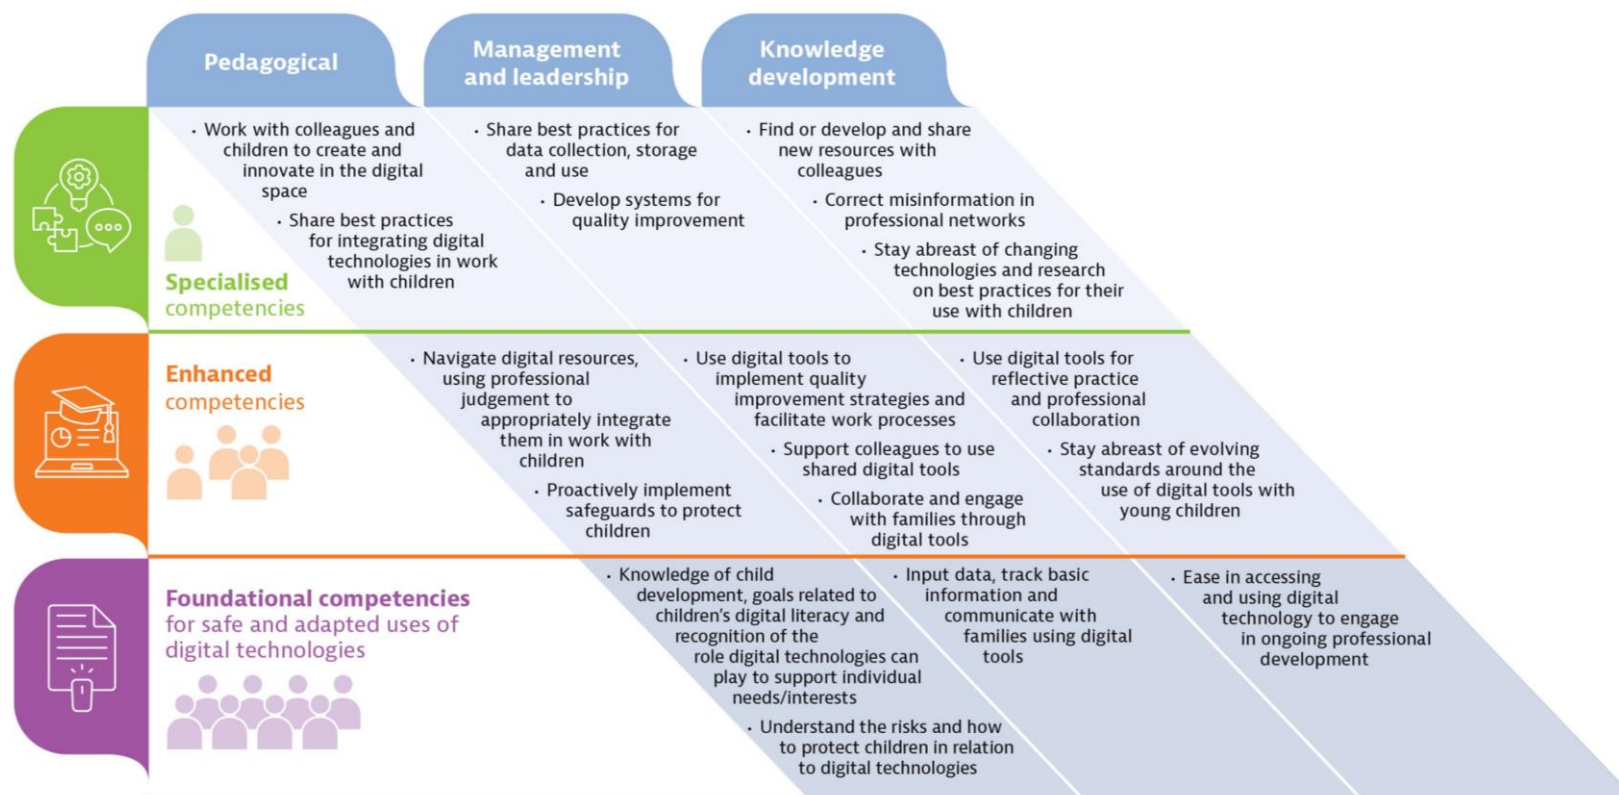 Pedagogical
Management
and leadership
Knowledge
development
Specialised
competencies
• Work with colleagues and
children to create and
innovate in the digital
space
• Share best practices
for integrating digital
technologies in work
with children
• Share best practices for
data collection, storage
and use
• Develop systems for
quality improvement
• Find or develop and share
new resources with
colleagues
• Correct misinformation in
professional networks
• Stay abreast of changing
technologies and research
on best practices for their
use with children
Enhanced
competencies
• Navigate digital resources,
using professional
judgement to
appropriately integrate
them in work with
children
• Proactively implement
safeguards to protect
children
• Use digital tools to
implement quality
improvement strategies and
facilitate work processes
• Support colleagues to use
shared digital tools
• Collaborate and engage
with families through
digital tools
• Use digital tools for
reflective practice
and professional
collaboration
• Stay abreast of evolving
standards around the
use of digital tools with
young children
Foundational competencies
for safe and adapted uses of
digital technologies
• Knowledge of child
development, goals related to
children’s digital literacy and
recognition of the
role digital technologies can
play to support individual
needs/interests
• Understand the risks and how
to protect children in relation
to digital technologies
• Input data, track basic
information and
communicate with
families using digital
tools
• Ease in accessing
and using digital
technology to engage
in ongoing professional
development